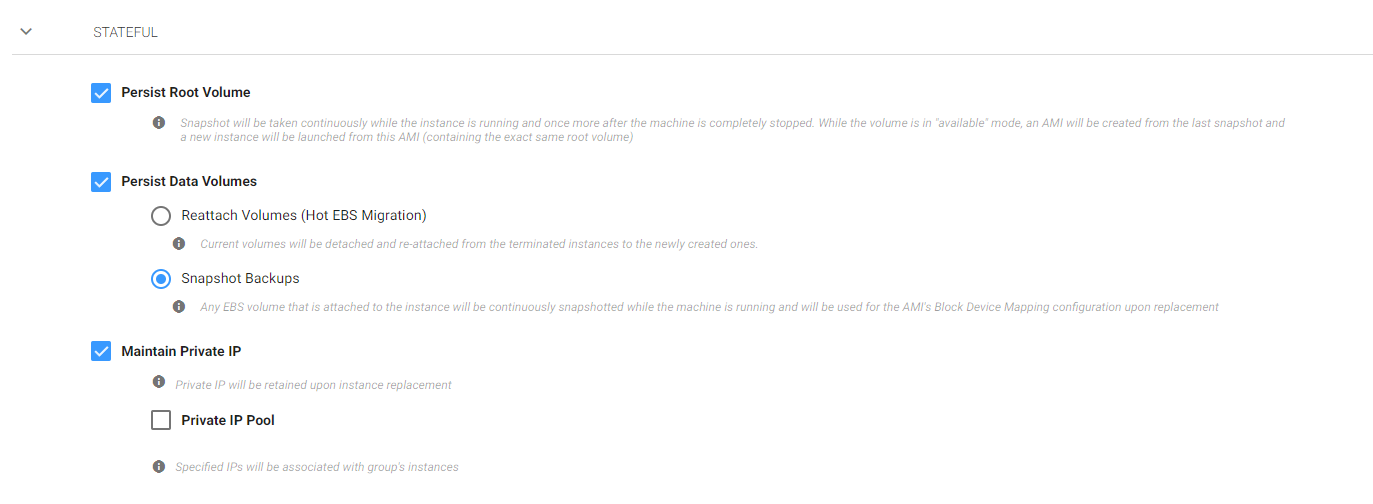 STATEFUL
Persist Root Volume
Snapshot will be taken continuously while the instance is running and once more after the machine is completely stopped. While the volume is in "available" mode, an AMI will be created from the last snapshot and
a new instance will be launched from this AMI (containing the exact same root volume)
Persist Data Volumes
Reattach Volumes (Hot EBS Migration)
Current volumes will be detached and re-attached from the terminated instances to the newly created ones.
Snapshot Backups
Any EBS volume that is attached to the instance will be continuously snapshotted while the machine is running and will be used for the AMI's Block Device Mapping configuration upon replacement
Maintain Private IP
Private IP will be retained upon instance replacement
Private IP Pool
Specified IPs will be associated with group's instances